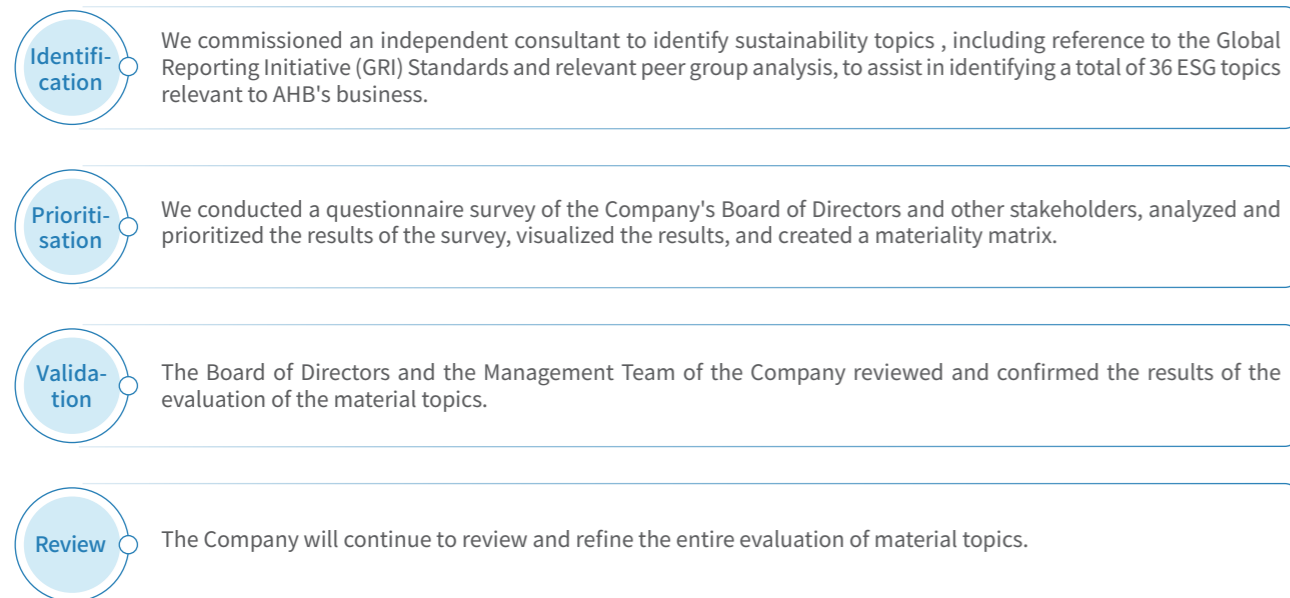 Identifi-
cation
We commissioned an independent consultant to identify sustainability topics , including reference to the Global
Reporting Initiative (GRI) Standards and relevant peer group analysis, to assist in identifying a total of 36 ESG topics
relevant to AHB's business.
Prioriti-
sation
We conducted a questionnaire survey of the Company's Board of Directors and other stakeholders, analyzed and
prioritized the results of the survey, visualized the results, and created a materiality matrix.
Valida-
tion
The Board of Directors and the Management Team of the Company reviewed and confirmed the results of the
evaluation of the material topics.
Review
The Company will continue to review and refine the entire evaluation of material topics.